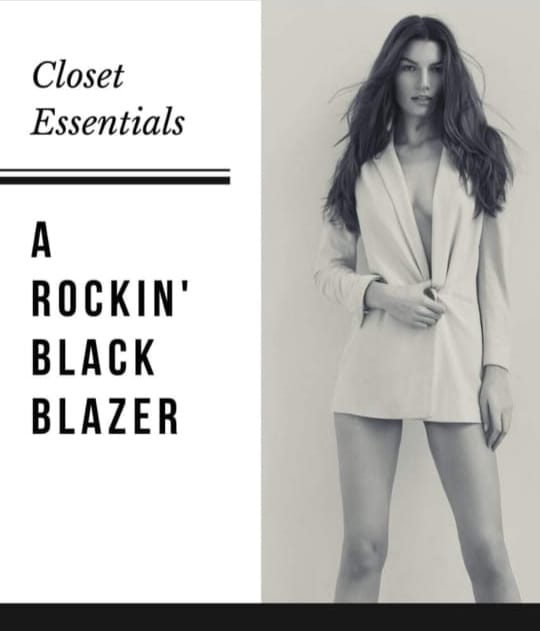 Closet
Essentials
A
ROCKIN'
BLACK
BLAZER